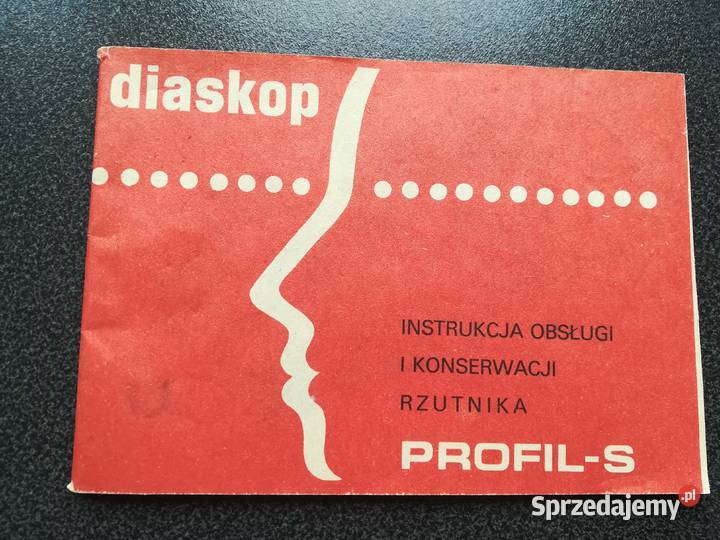 diaskop
INSTRUKCJA OBSŁUGI
I KONSERWACJI
RZUTNIKA
PROFIL-S
Sprzedajemy.pl